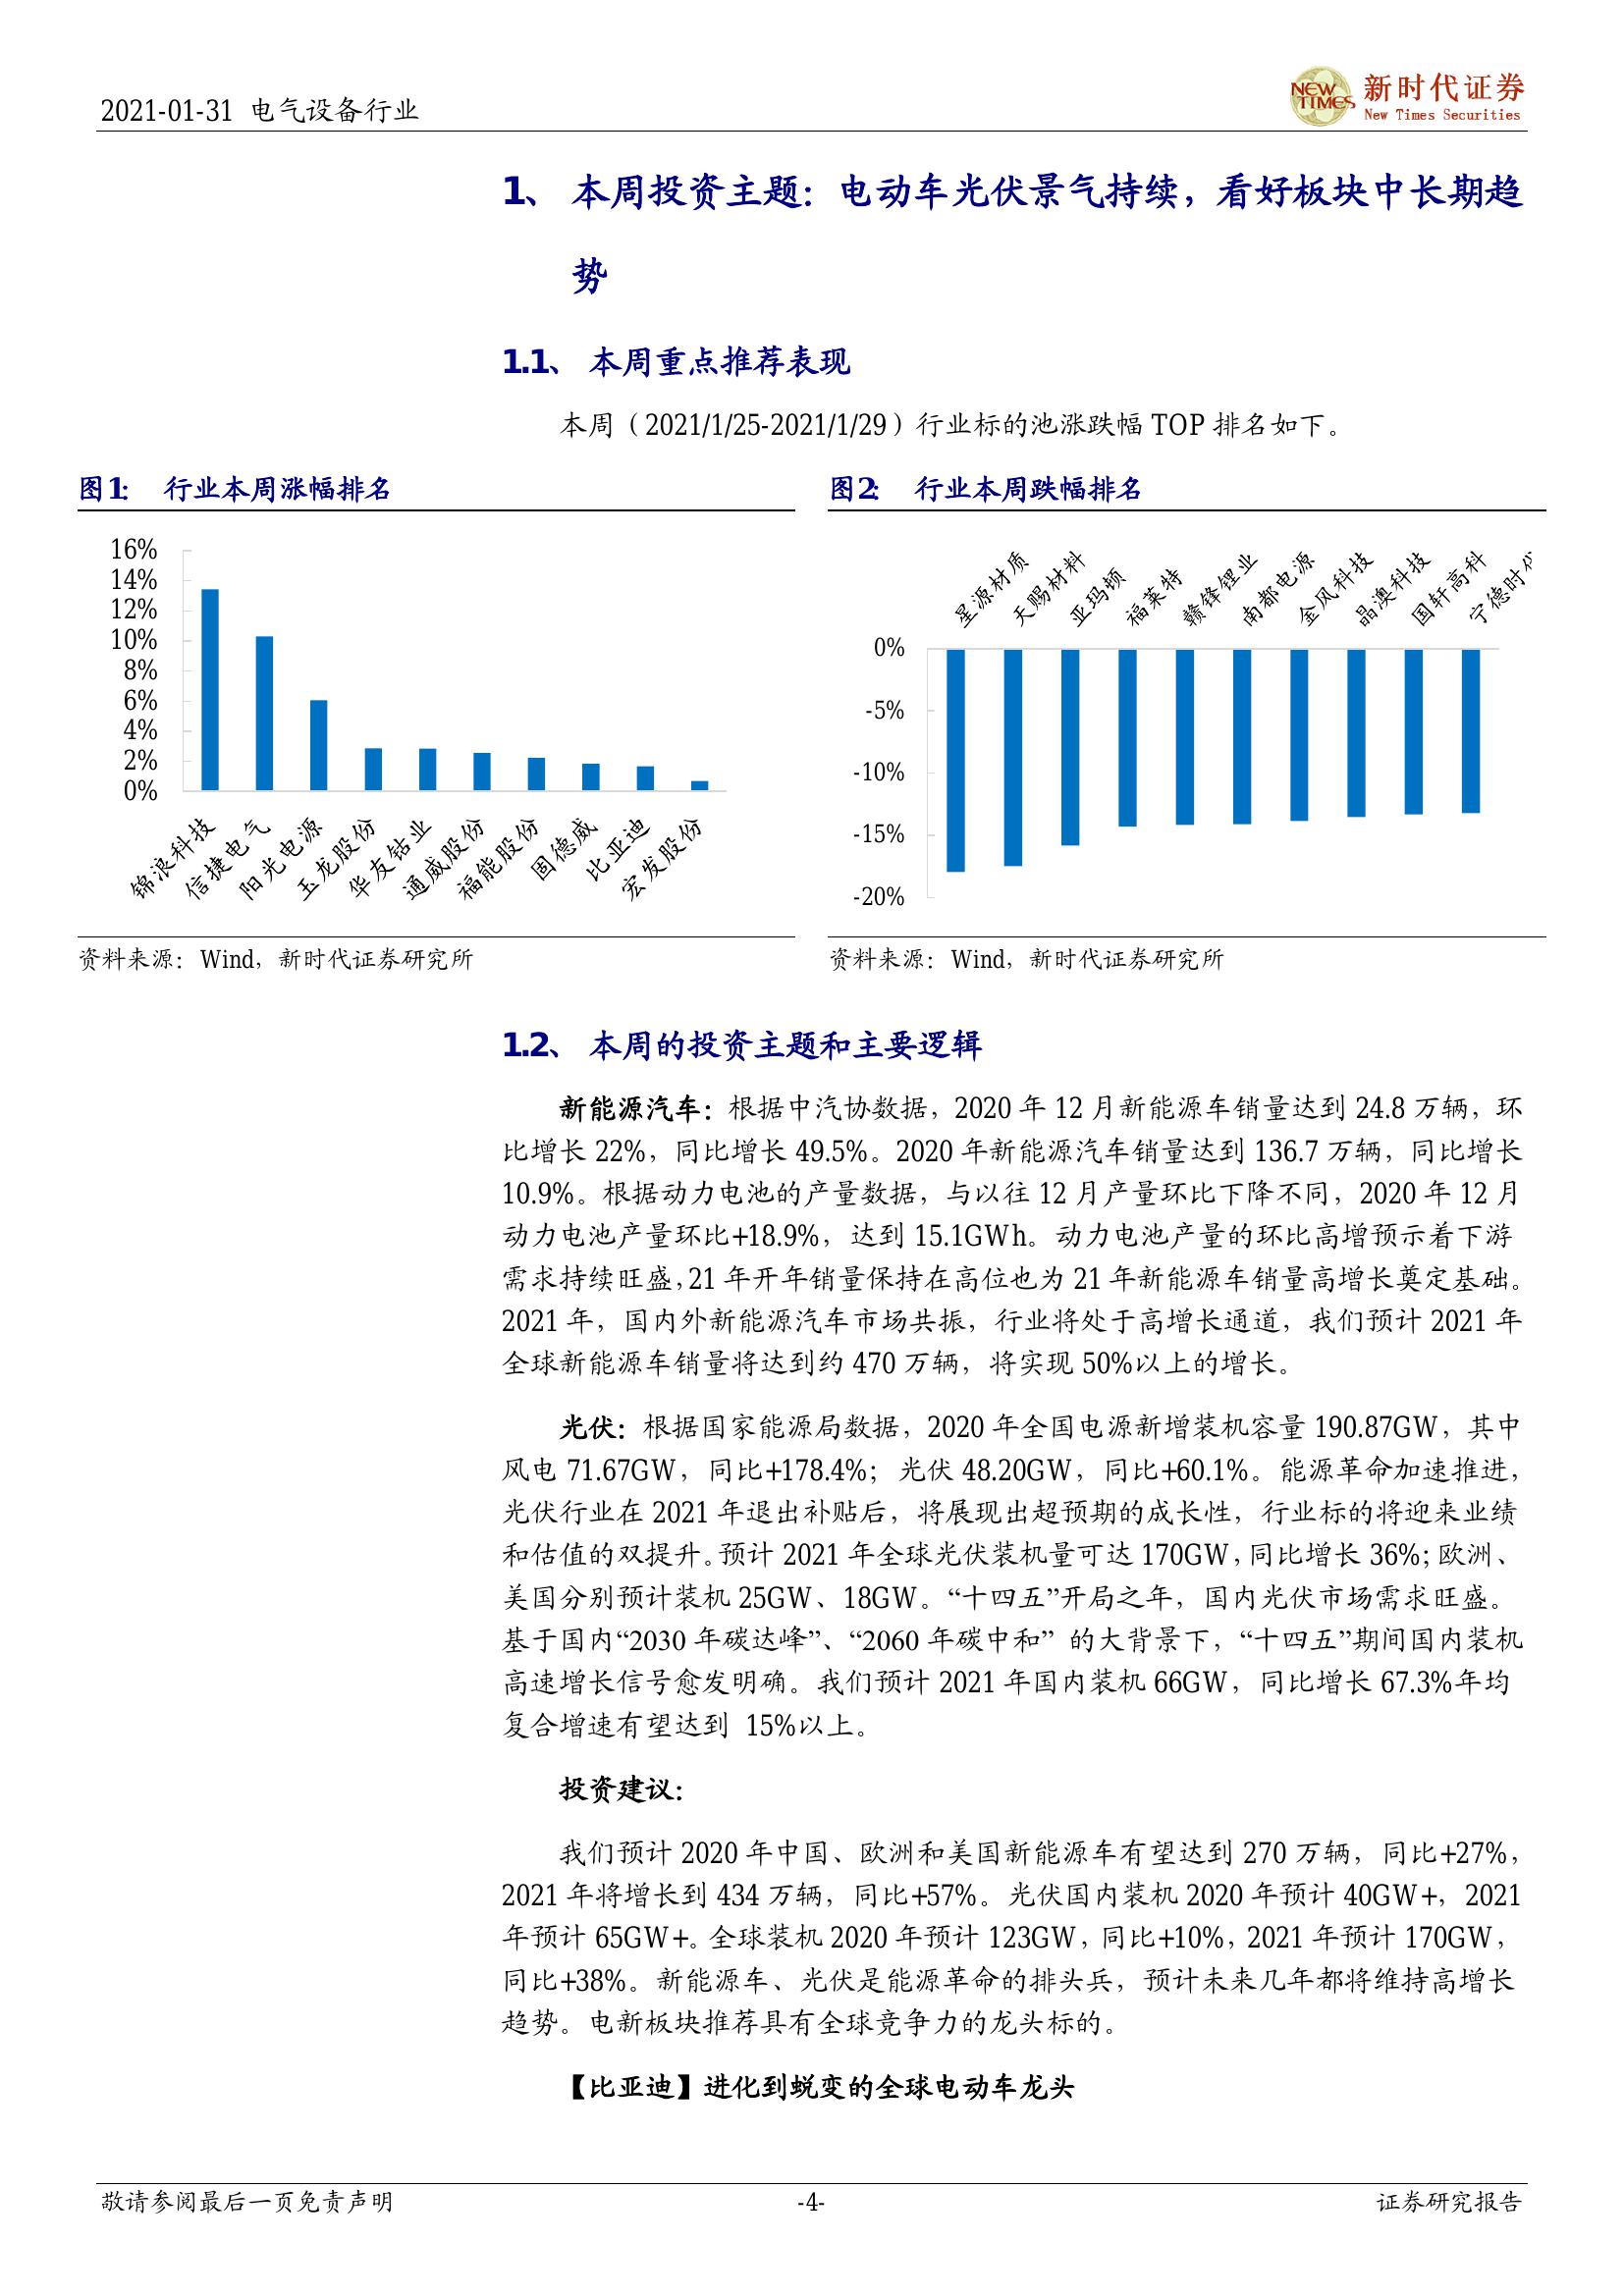 2021-01-31 电气设备行业
NEW TIMES
新时代证券
New Times Securities
1、 本周投资主题：电动车光伏景气持续，看好板块中长期趋
势
1.1、 本周重点推荐表现
本周（2021/1/25-2021/1/29）行业标的池涨跌幅 TOP 排名如下。
图1： 行业本周涨幅排名
16%
14%
12%
10%
8%
6%
4%
2%
0%
锦浪科技
信捷电气
阳光电源
玉龙股份
华友钴业
通威股份
福能股份
固德威
比亚迪
宏发股份
资料来源：Wind，新时代证券研究所
图2： 行业本周跌幅排名
星源材质
天赐材料
亚玛顿
福莱特
赣锋锂业
南都电源
金风科技
晶澳科技
国轩高科
宁德时代
0%
-5%
-10%
-15%
-20%
资料来源：Wind，新时代证券研究所
1.2、 本周的投资主题和主要逻辑
新能源汽车：根据中汽协数据，2020 年 12 月新能源车销量达到 24.8 万辆，环
比增长 22%，同比增长 49.5%。2020 年新能源汽车销量达到 136.7 万辆，同比增长
10.9%。根据动力电池的产量数据，与以往 12 月产量环比下降不同，2020 年 12 月
动力电池产量环比+18.9%，达到 15.1GWh。动力电池产量的环比高增预示着下游
需求持续旺盛，21 年开年销量保持在高位也为 21 年新能源车销量高增长奠定基础。
2021 年，国内外新能源汽车市场共振，行业将处于高增长通道，我们预计 2021 年
全球新能源车销量将达到约 470 万辆，将实现 50%以上的增长。
光伏：根据国家能源局数据，2020 年全国电源新增装机容量 190.87GW，其中
风电 71.67GW，同比+178.4%；光伏 48.20GW，同比+60.1%。能源革命加速推进，
光伏行业在 2021 年退出补贴后，将展现出超预期的成长性，行业标的将迎来业绩
和估值的双提升。预计 2021 年全球光伏装机量可达 170GW，同比增长 36%；欧洲、
美国分别预计装机 25GW、18GW。“十四五”开局之年，国内光伏市场需求旺盛。
基于国内“2030 年碳达峰”、“2060 年碳中和” 的大背景下，“十四五”期间国内装机
高速增长信号愈发明确。我们预计 2021 年国内装机 66GW，同比增长 67.3%年均
复合增速有望达到 15%以上。
投资建议：
我们预计 2020 年中国、欧洲和美国新能源车有望达到 270 万辆，同比+27%，
2021 年将增长到 434 万辆，同比+57%。光伏国内装机 2020 年预计 40GW+，2021
年预计 65GW+。全球装机 2020 年预计 123GW，同比+10%，2021 年预计 170GW，
同比+38%。新能源车、光伏是能源革命的排头兵，预计未来几年都将维持高增长
趋势。电新板块推荐具有全球竞争力的龙头标的。
【比亚迪】进化到蜕变的全球电动车龙头
敬请参阅最后一页免责声明
-4-
证券研究报告